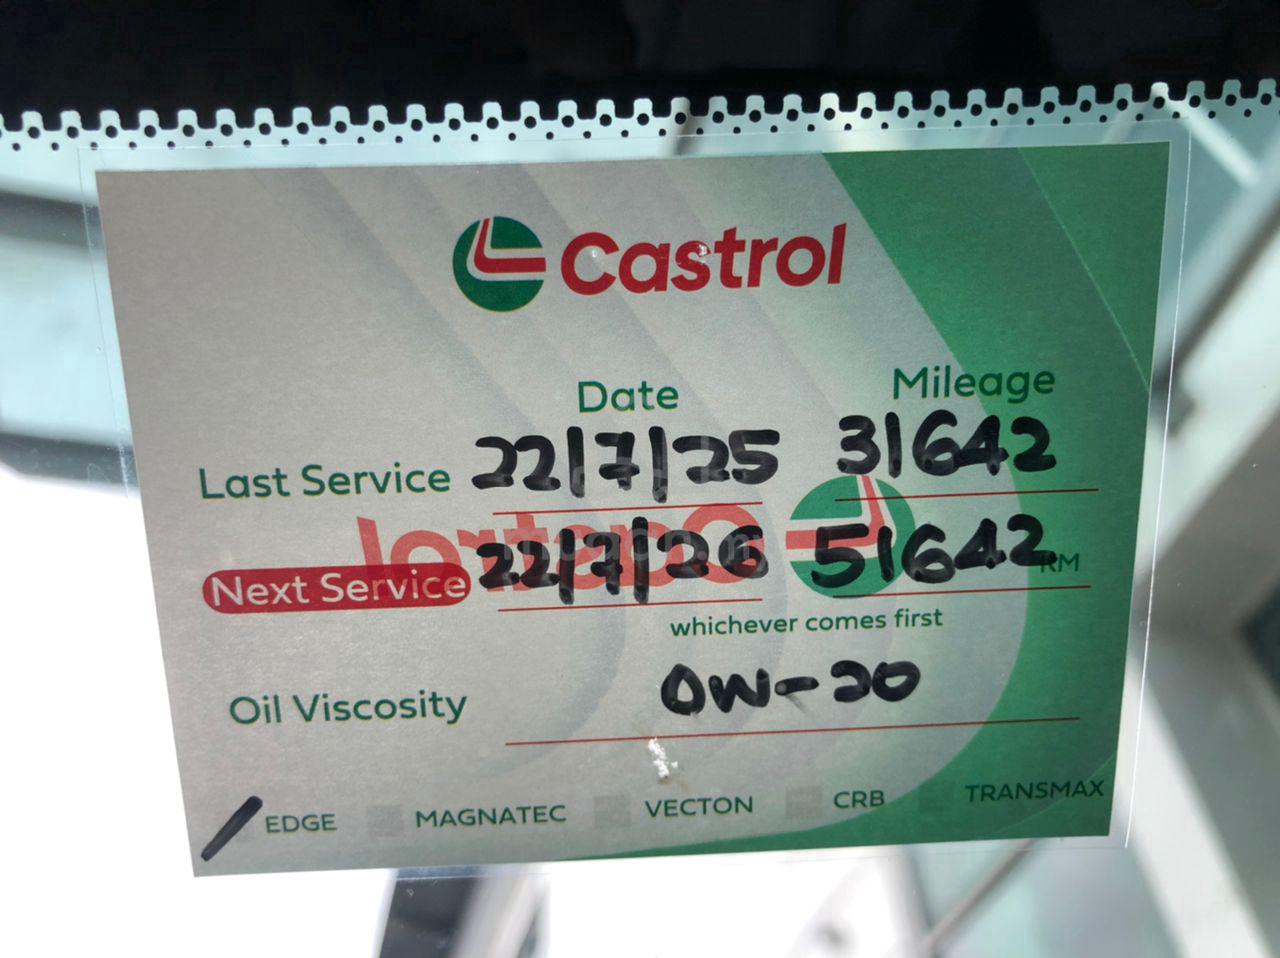 Castrol
Date Mileage
Last Service 22/7/25 31642
Next Service 22/7/26 51642 KM
whichever comes first
Oil Viscosity 0W-20
EDGE MAGNATEC VECTON CRB TRANSMAX